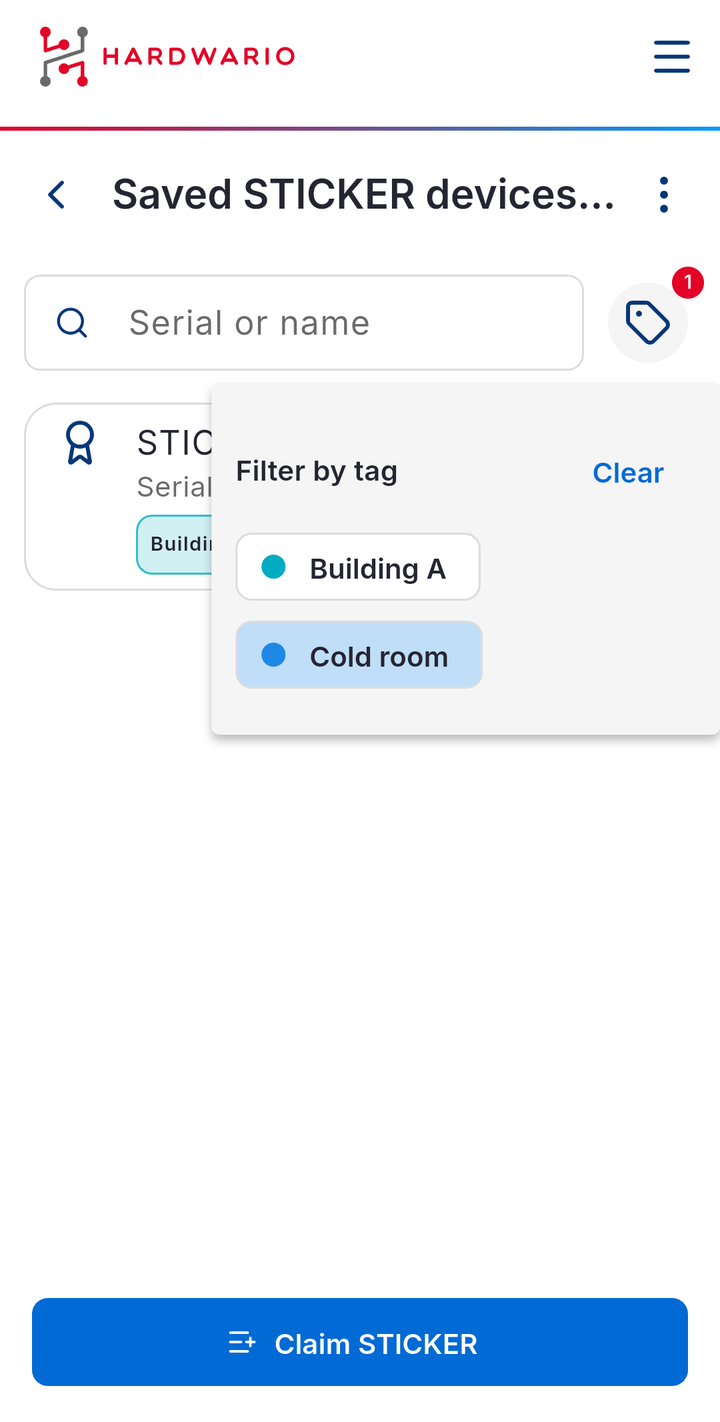 HARDWARIO
Saved STICKER devices...
Serial or name
1
STIC
Serial
Filter by tag
Clear
Building A
Cold room
Claim STICKER